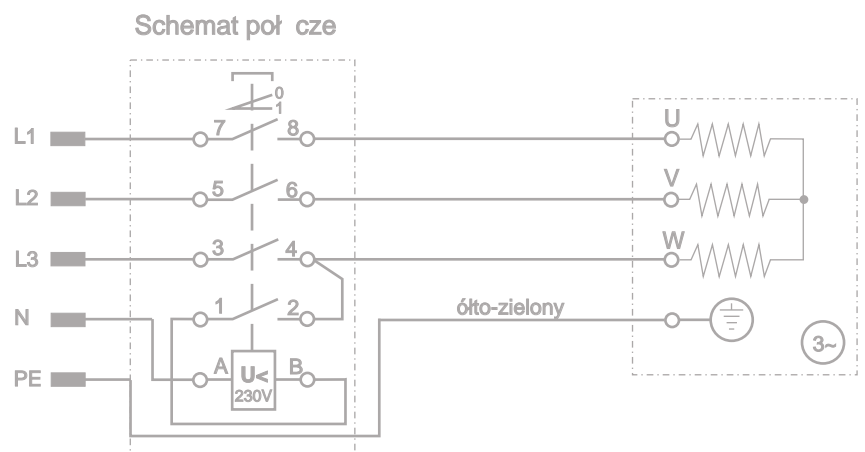 Schemat poł cze
0
1
L1 7 8 U
L2 5 6 V
L3 3 4 W
N 1 2 ółto-zielony
PE A U< B 3~
230V